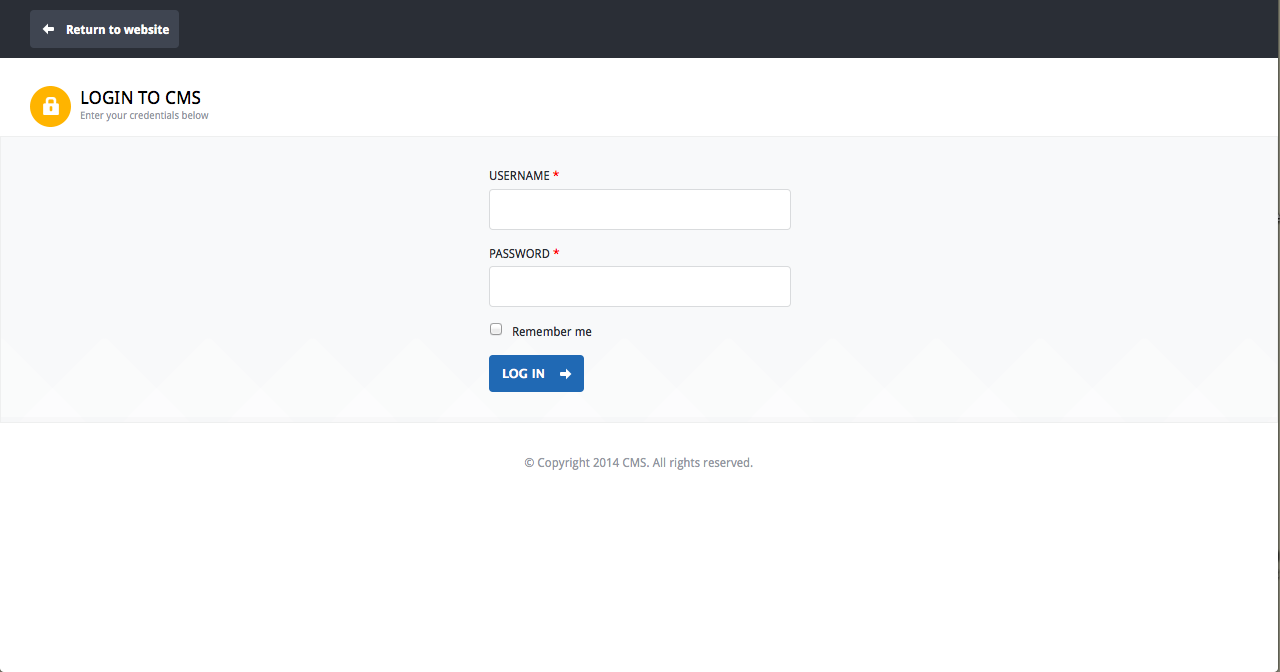 Return to website
LOGIN TO CMS
Enter your credentials below
USERNAME *
PASSWORD *
Remember me
LOG IN
© Copyright 2014 CMS. All rights reserved.